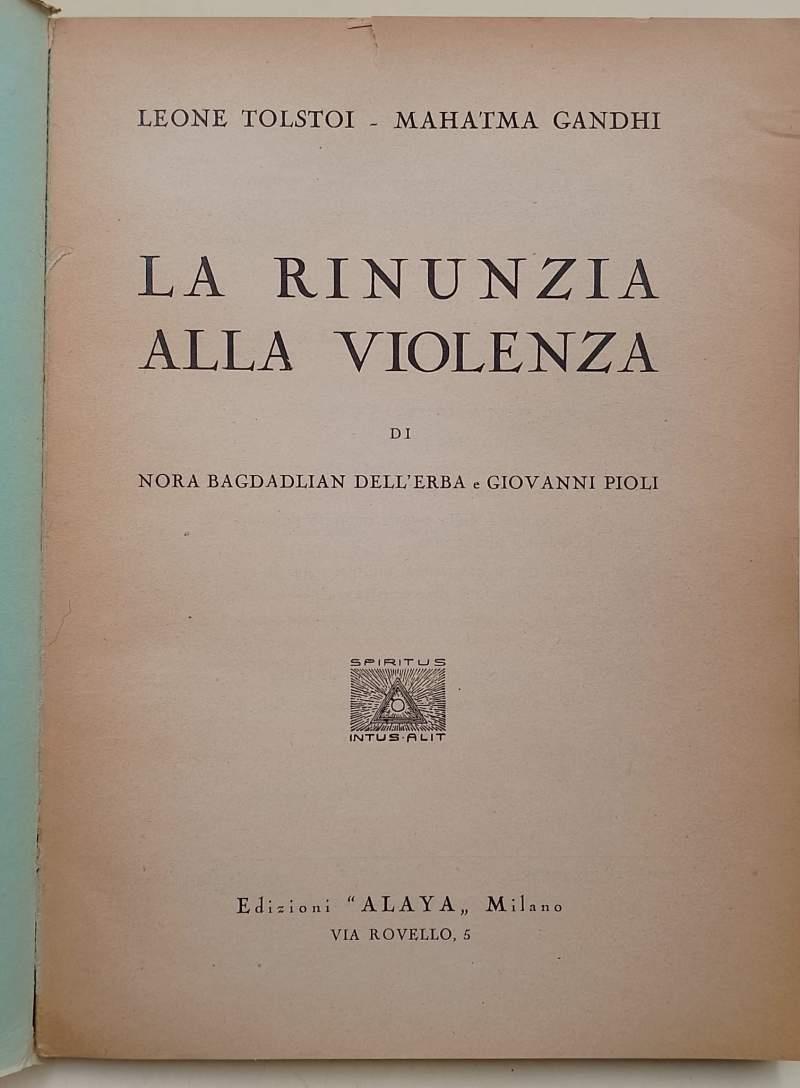 LEONE TOLSTOI - MAHATMA GANDHI
LA RINUNZIA
ALLA VIOLENZA
DI
NORA BAGDADLIAN DELL'ERBA e GIOVANNI PIOLI
SPIRITUS
INTUS·ALIT
Edizioni “ALAYA„ Milano
VIA ROVELLO, 5